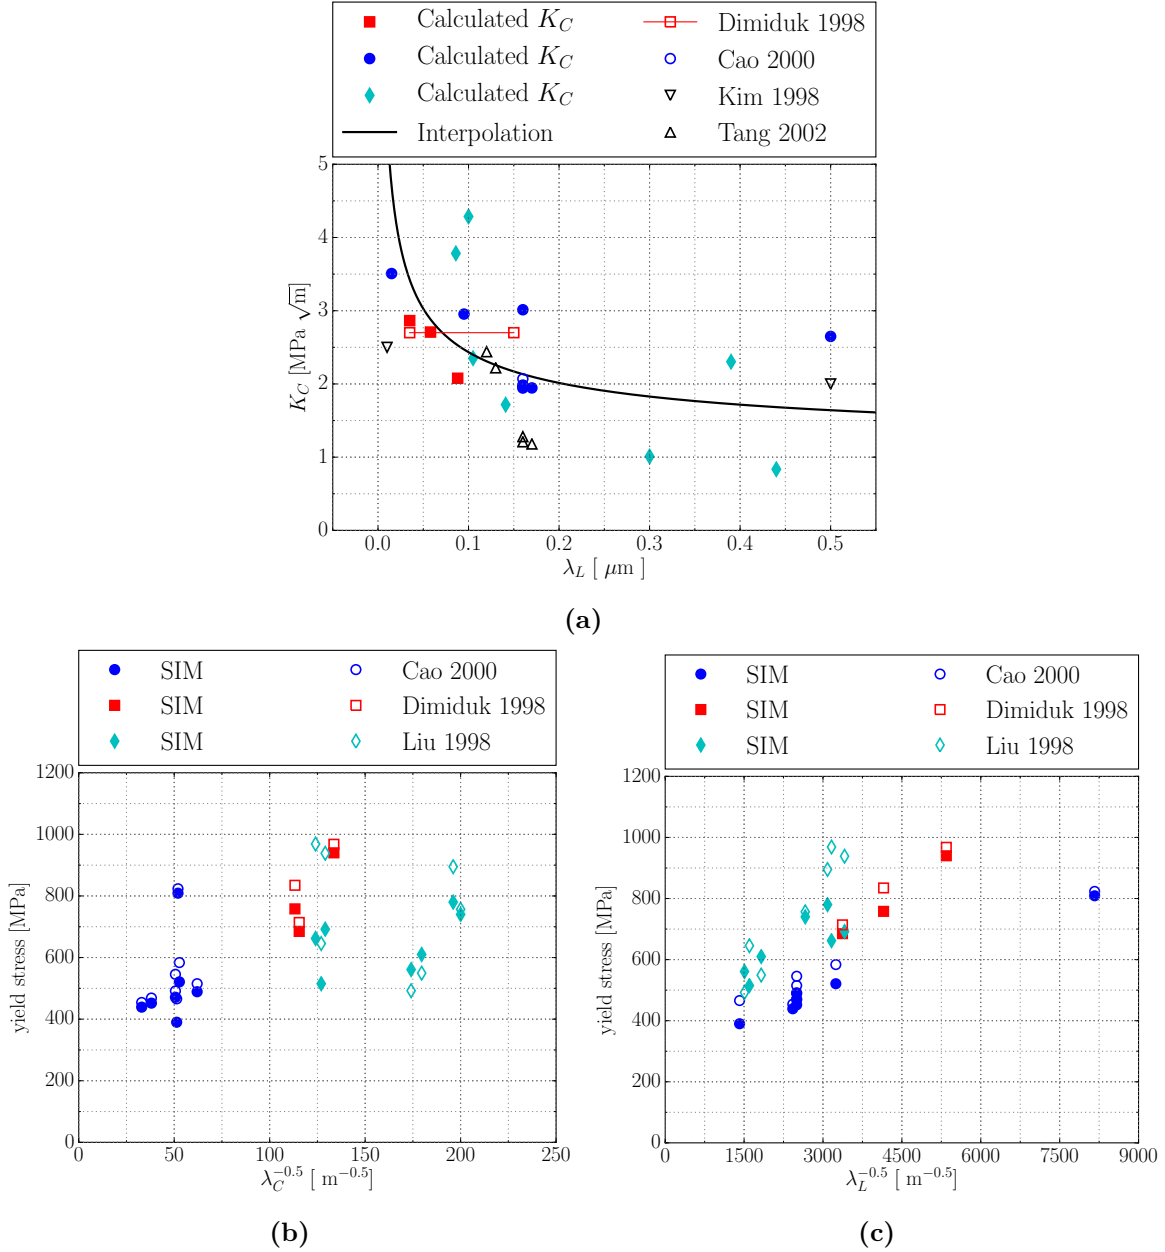 Calculated K_C Dimiduk 1998
Calculated K_C Cao 2000
Calculated K_C Kim 1998
Interpolation Tang 2002
5
4
3
2
1
0
K_C [MPa √m]
0.0 0.1 0.2 0.3 0.4 0.5
λ_L [ μm ]
(a)
SIM Cao 2000
SIM Dimiduk 1998
SIM Liu 1998
1200
1000
800
600
400
200
0
yield stress [MPa]
0 50 100 150 200 250
λ_C^{-0.5} [ m^{-0.5}]
(b)
SIM Cao 2000
SIM Dimiduk 1998
SIM Liu 1998
1200
1000
800
600
400
200
0
yield stress [MPa]
0 1500 3000 4500 6000 7500 9000
λ_L^{-0.5} [ m^{-0.5}]
(c)